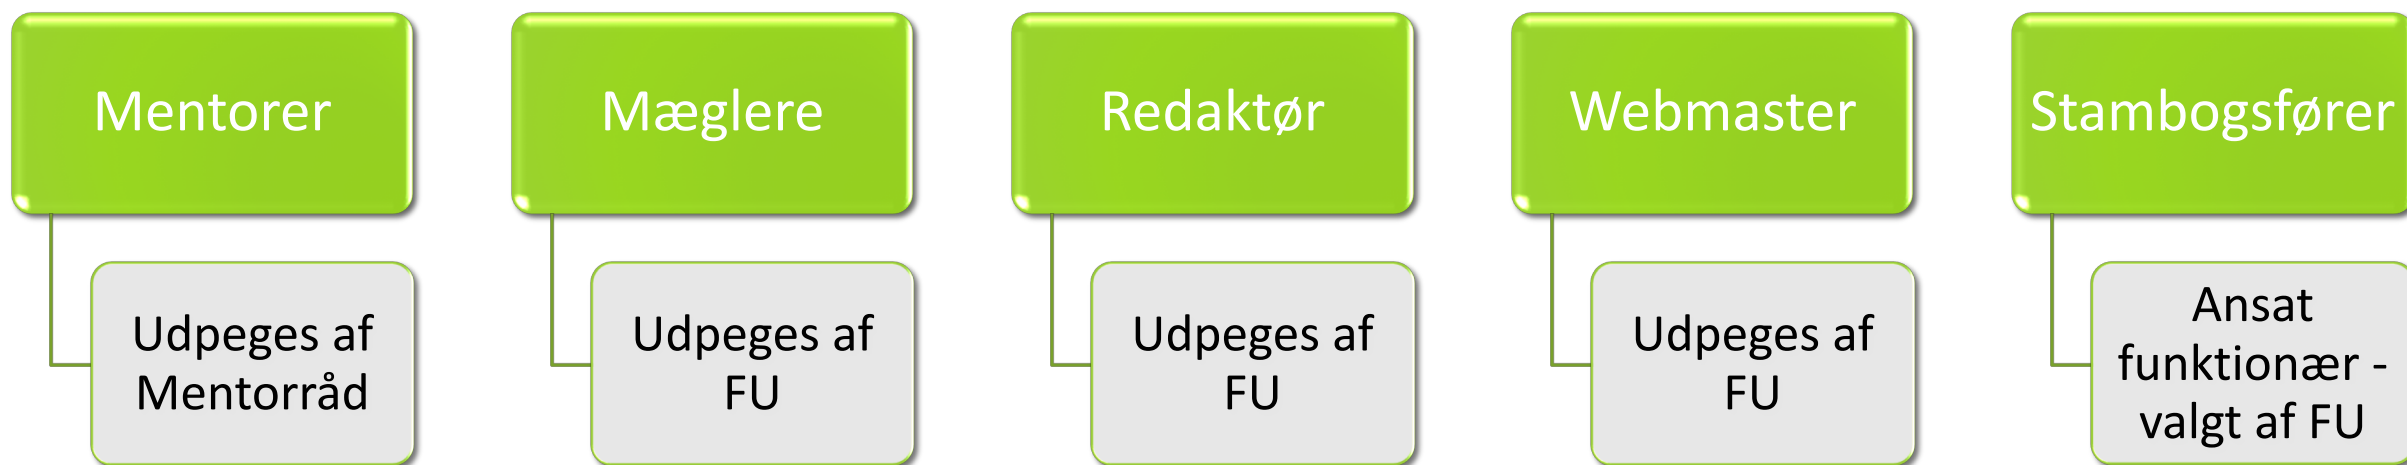 Mentorer
Udpeges af
Mentorråd
Mæglere
Udpeges af
FU
Redaktør
Udpeges af
FU
Webmaster
Udpeges af
FU
Stambogsfører
Ansat
funktionær -
valgt af FU